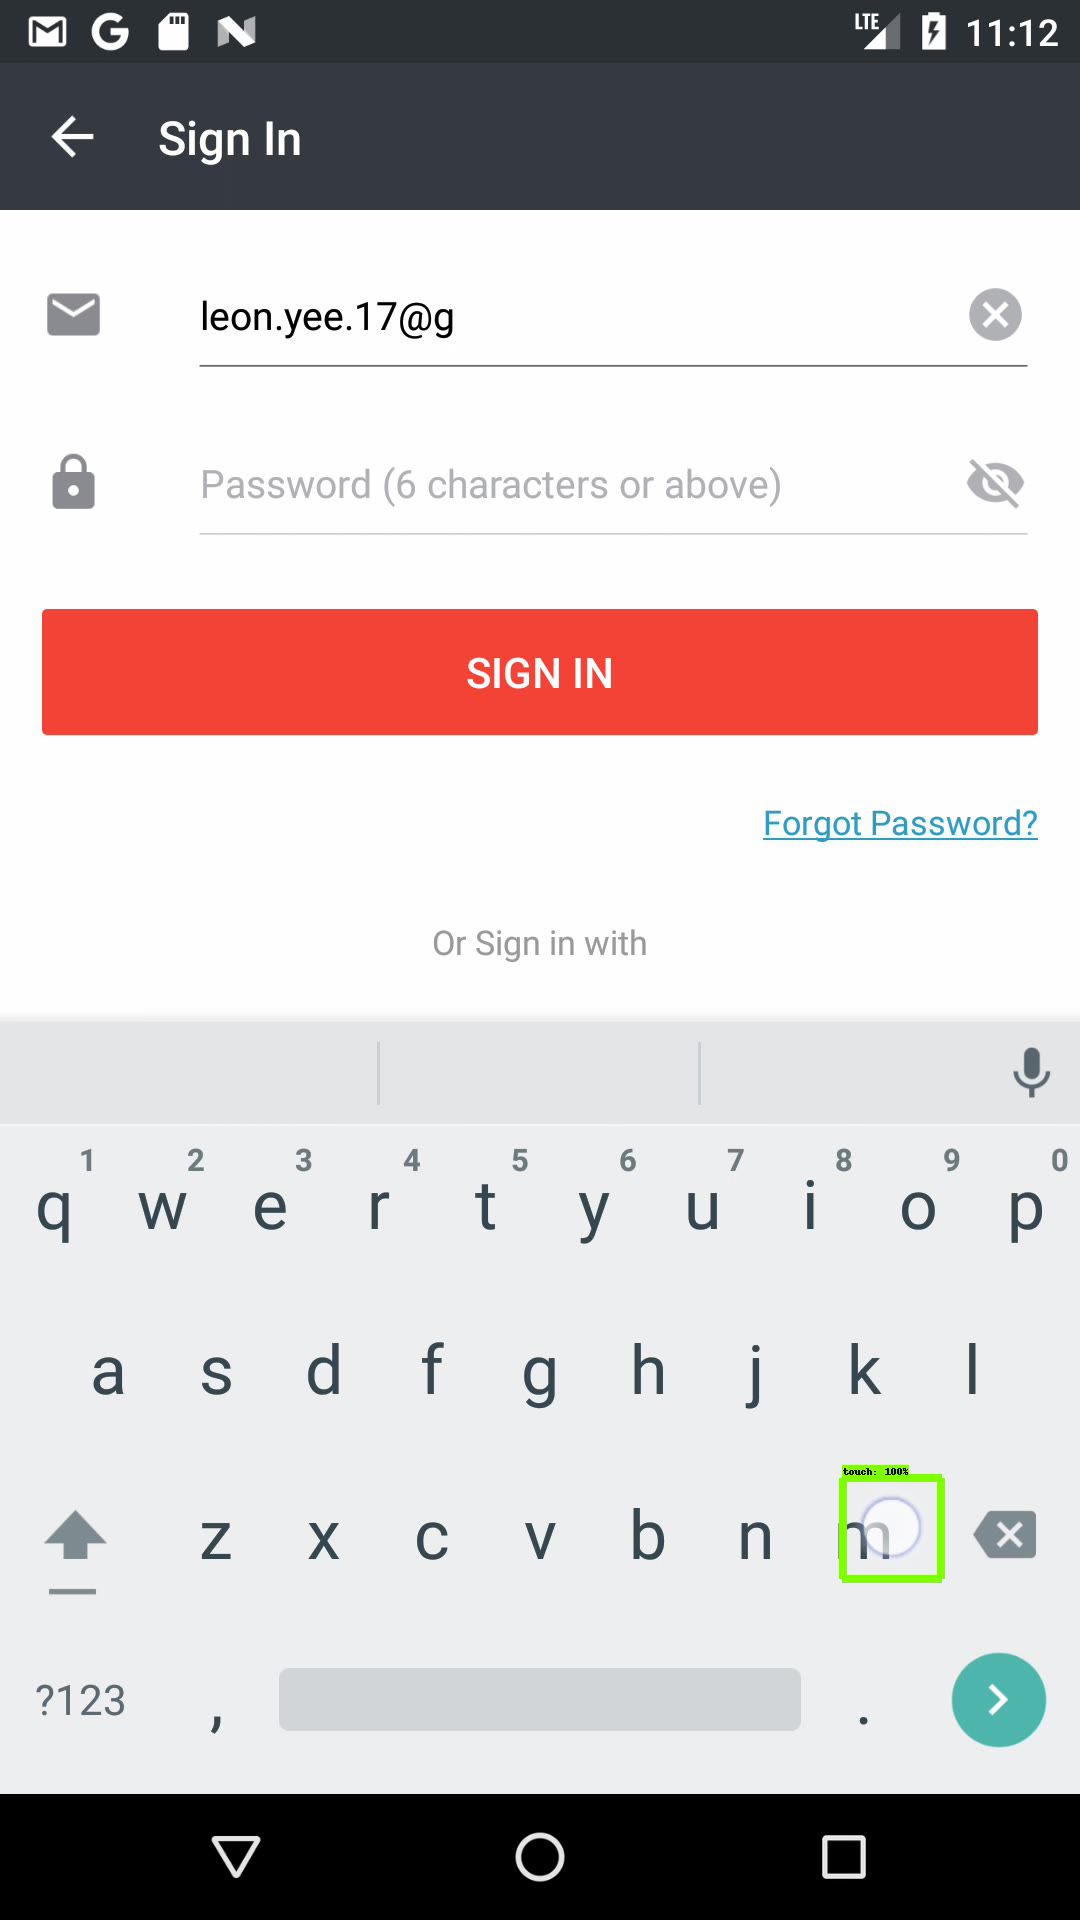 LTE 11:12
Sign In
leon.yee.17@g
Password (6 characters or above)
SIGN IN
Forgot Password?
Or Sign in with
1 2 3 4 5 6 7 8 9 0
q w e r t y u i o p
a s d f g h j k l
touch: 100%
z x c v b n m
?123 , .